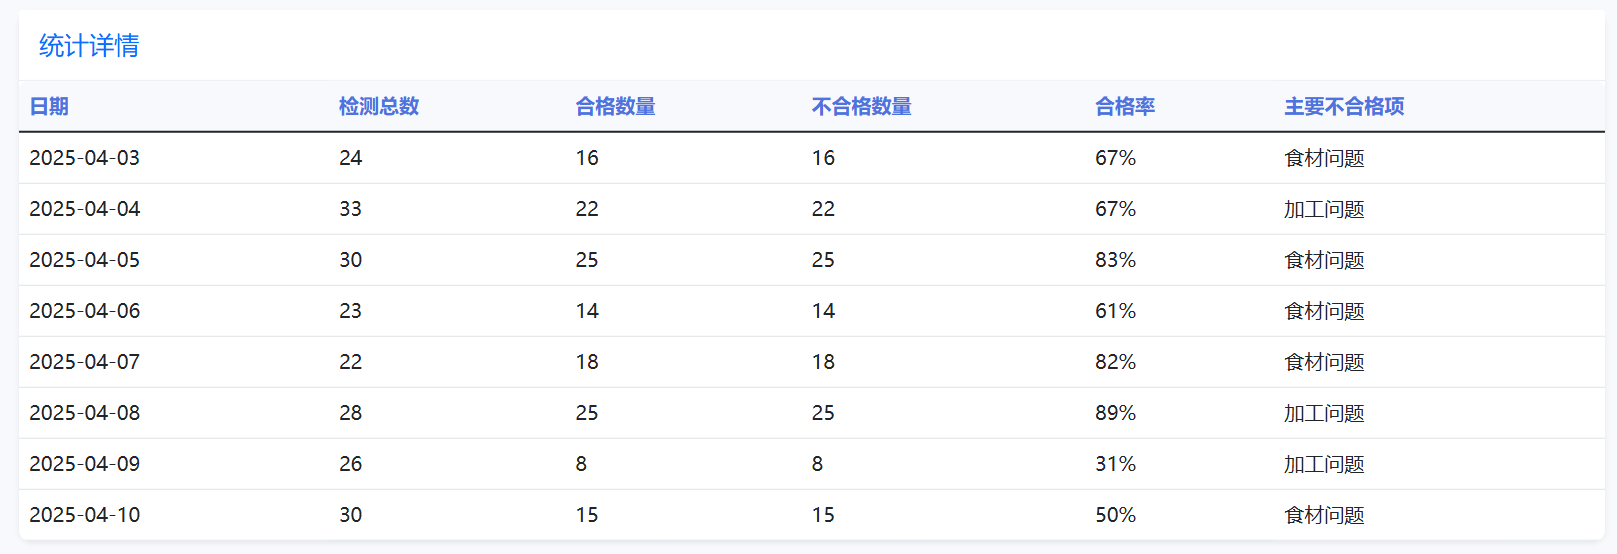 统计详情
日期 检测总数 合格数量 不合格数量 合格率 主要不合格项
2025-04-03 24 16 16 67% 食材问题
2025-04-04 33 22 22 67% 加工问题
2025-04-05 30 25 25 83% 食材问题
2025-04-06 23 14 14 61% 食材问题
2025-04-07 22 18 18 82% 食材问题
2025-04-08 28 25 25 89% 加工问题
2025-04-09 26 8 8 31% 加工问题
2025-04-10 30 15 15 50% 食材问题